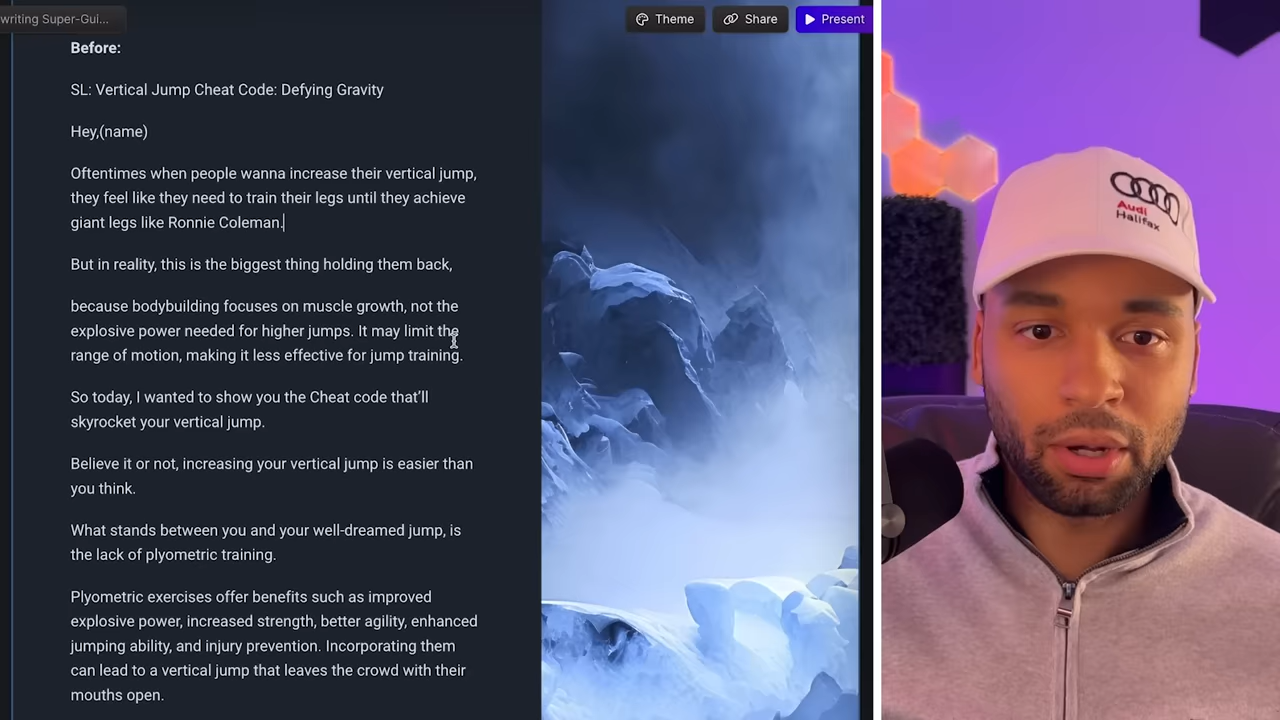 writing Super-Gui...
Theme
Share
Present
Before:
SL: Vertical Jump Cheat Code: Defying Gravity
Hey,(name)
Oftentimes when people wanna increase their vertical jump,
they feel like they need to train their legs until they achieve
giant legs like Ronnie Coleman.
But in reality, this is the biggest thing holding them back,
because bodybuilding focuses on muscle growth, not the
explosive power needed for higher jumps. It may limit the
range of motion, making it less effective for jump training.
So today, I wanted to show you the Cheat code that'll
skyrocket your vertical jump.
Believe it or not, increasing your vertical jump is easier than
you think.
What stands between you and your well-dreamed jump, is
the lack of plyometric training.
Plyometric exercises offer benefits such as improved
explosive power, increased strength, better agility, enhanced
jumping ability, and injury prevention. Incorporating them
can lead to a vertical jump that leaves the crowd with their
mouths open.
Audi
Halifax